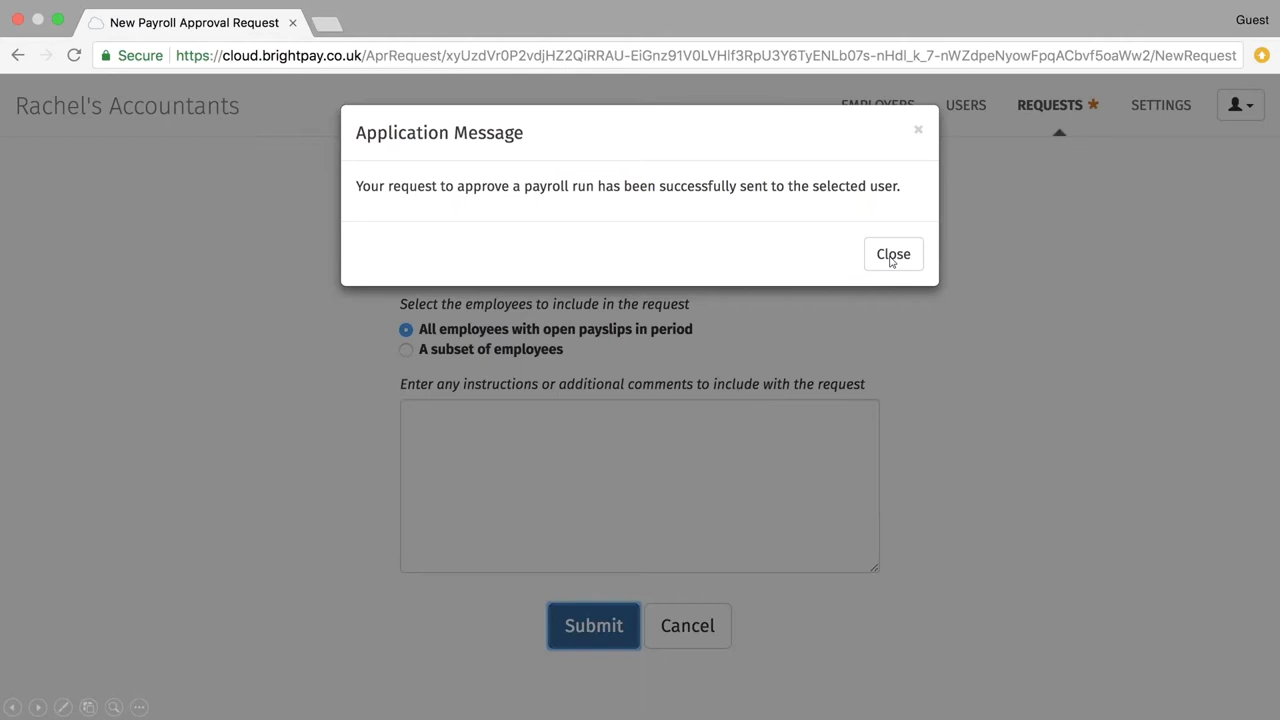 New Payroll Approval Request
Guest
Secure https://cloud.brightpay.co.uk/AprRequest/xyUzdVr0P2vdjHZ2QiRRAU-EiGnz91V0LVHlf3RpU3Y6TyENLb07s-nHdl_k_7-nWZdpeNyowFpqACbvf5oaWw2/NewRequest
Rachel's Accountants
EMPLOYERS USERS REQUESTS SETTINGS
Application Message
Your request to approve a payroll run has been successfully sent to the selected user.
Close
Select the employees to include in the request
All employees with open payslips in period
A subset of employees
Enter any instructions or additional comments to include with the request
Submit Cancel